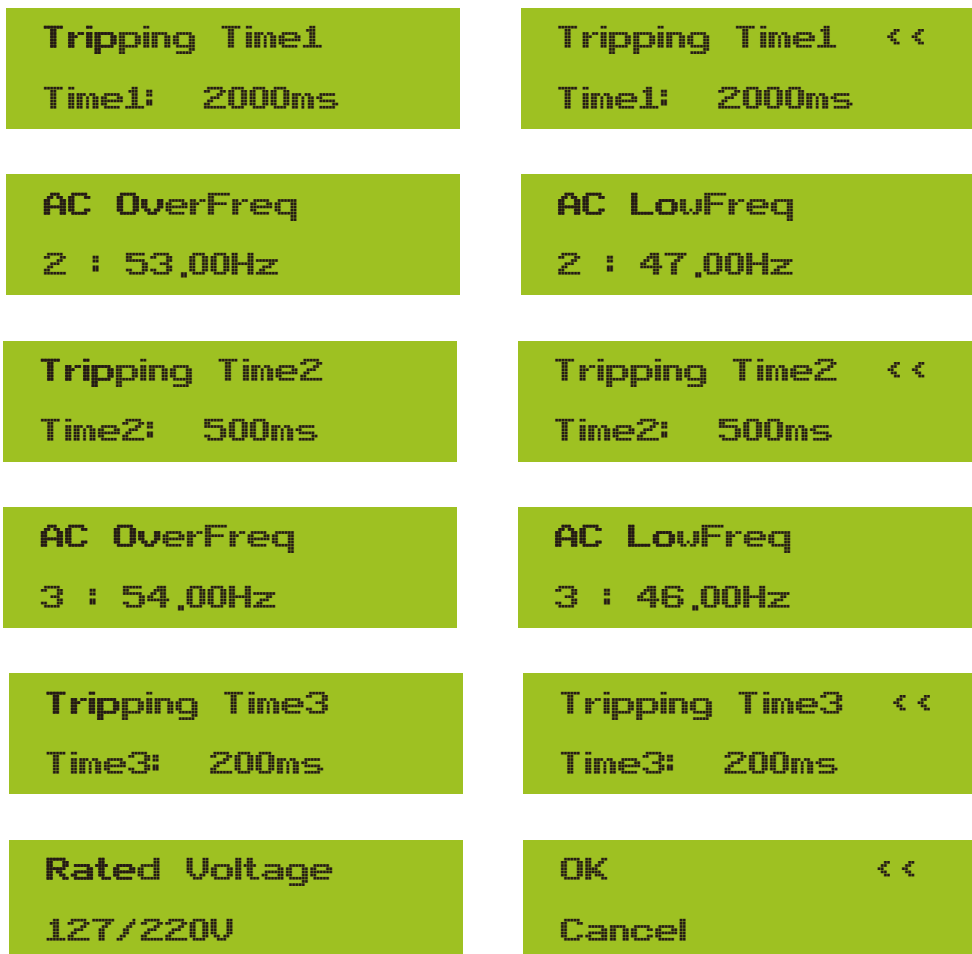 Tripping Time1
Time1: 2000ms
Tripping Time1 <<
Time1: 2000ms
AC OverFreq
2 : 53.00Hz
AC LowFreq
2 : 47.00Hz
Tripping Time2
Time2: 500ms
Tripping Time2 <<
Time2: 500ms
AC OverFreq
3 : 54.00Hz
AC LowFreq
3 : 46.00Hz
Tripping Time3
Time3: 200ms
Tripping Time3 <<
Time3: 200ms
Rated Voltage
127/220V
OK <<
Cancel